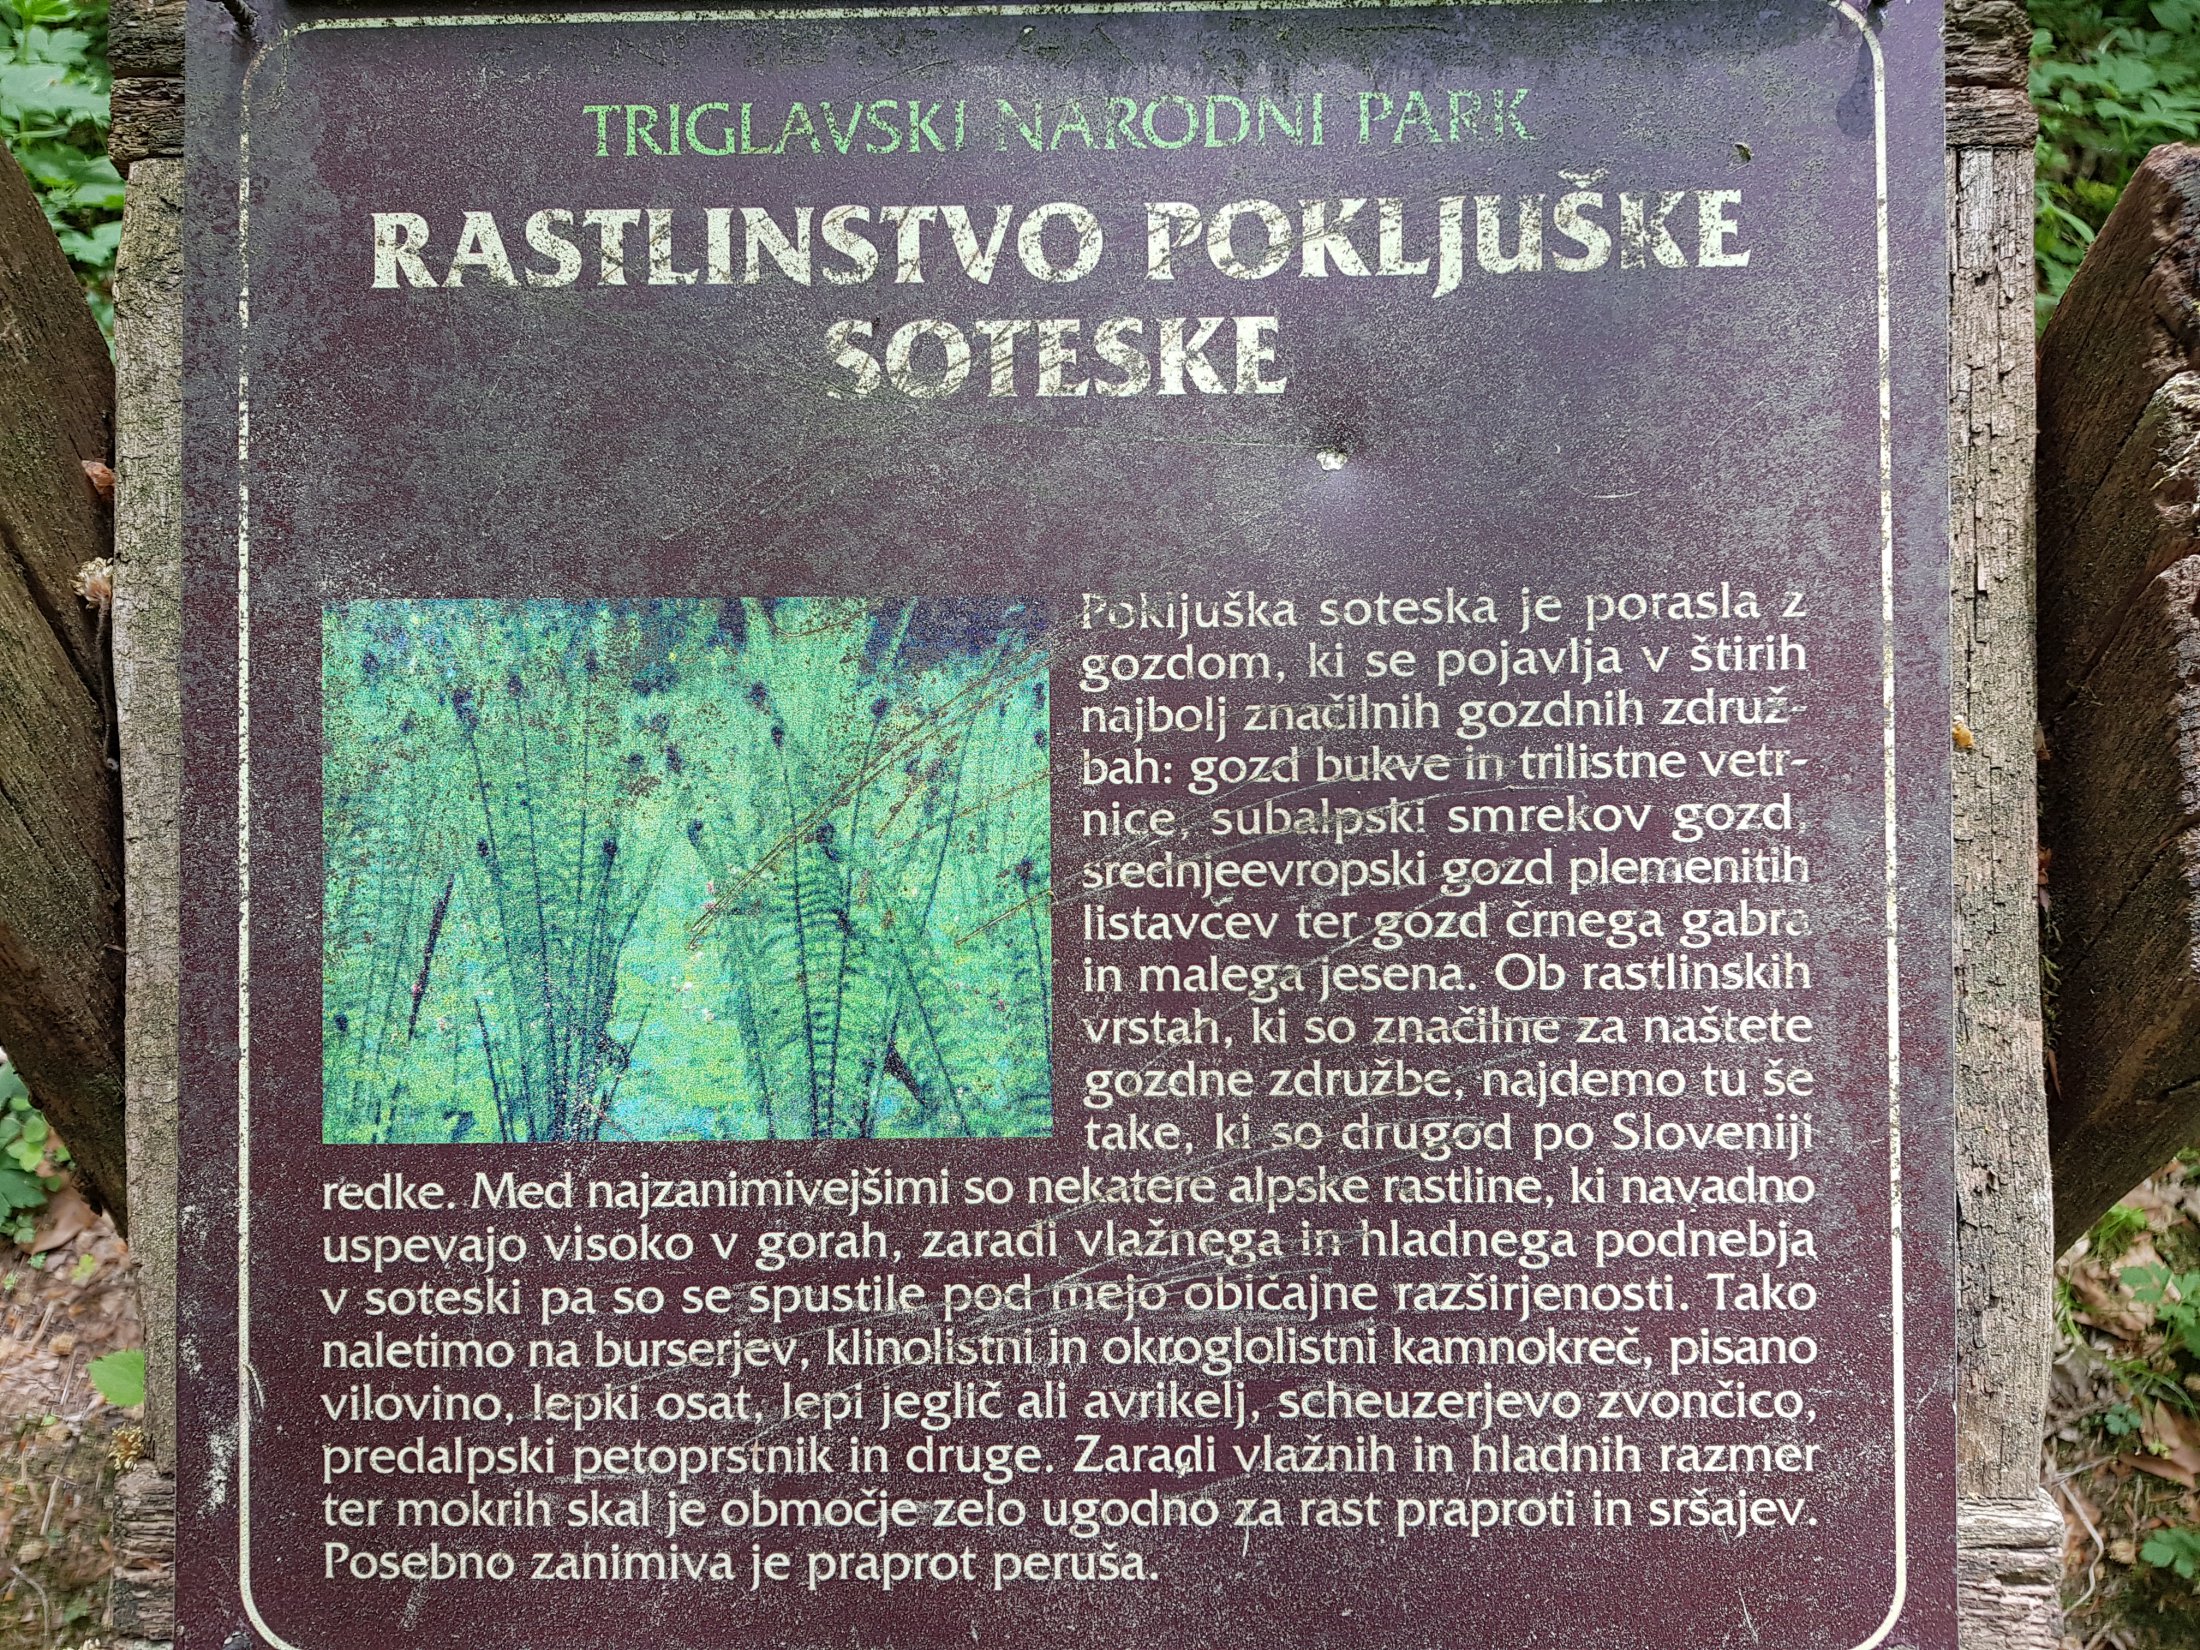 TRIGLAVSKI NARODNI PARK
RASTLINSTVO POKLJUŠKE
SOTESKE
Pokljuška soteska je porasla z
gozdom, ki se pojavlja v štirih
najbolj značilnih gozdnih združ-
bah: gozd bukve in trilistne vetr-
nice, subalpski smrekov gozd,
srednjeevropski gozd plemenitih
listavcev ter gozd črnega gabra
in malega jesena. Ob rastlinskih
vrstah, ki so značilne za naštete
gozdne združbe, najdemo tu še
take, ki so drugod po Sloveniji
redke. Med najzanimivejšimi so nekatere alpske rastline, ki navadno
uspevajo visoko v gorah, zaradi vlažnega in hladnega podnebja
v soteski pa so se spustile pod mejo običajne razširjenosti. Tako
naletimo na burserjev, klinolistni in okroglolistni kamnokreč, pisano
vilovino, lepki osat, lepi jeglič ali avrikelj, scheuzerjevo zvončico,
predalpski petoprstnik in druge. Zaradi vlažnih in hladnih razmer
ter mokrih skal je območje zelo ugodno za rast praproti in sršajev.
Posebno zanimiva je praprot peruša.